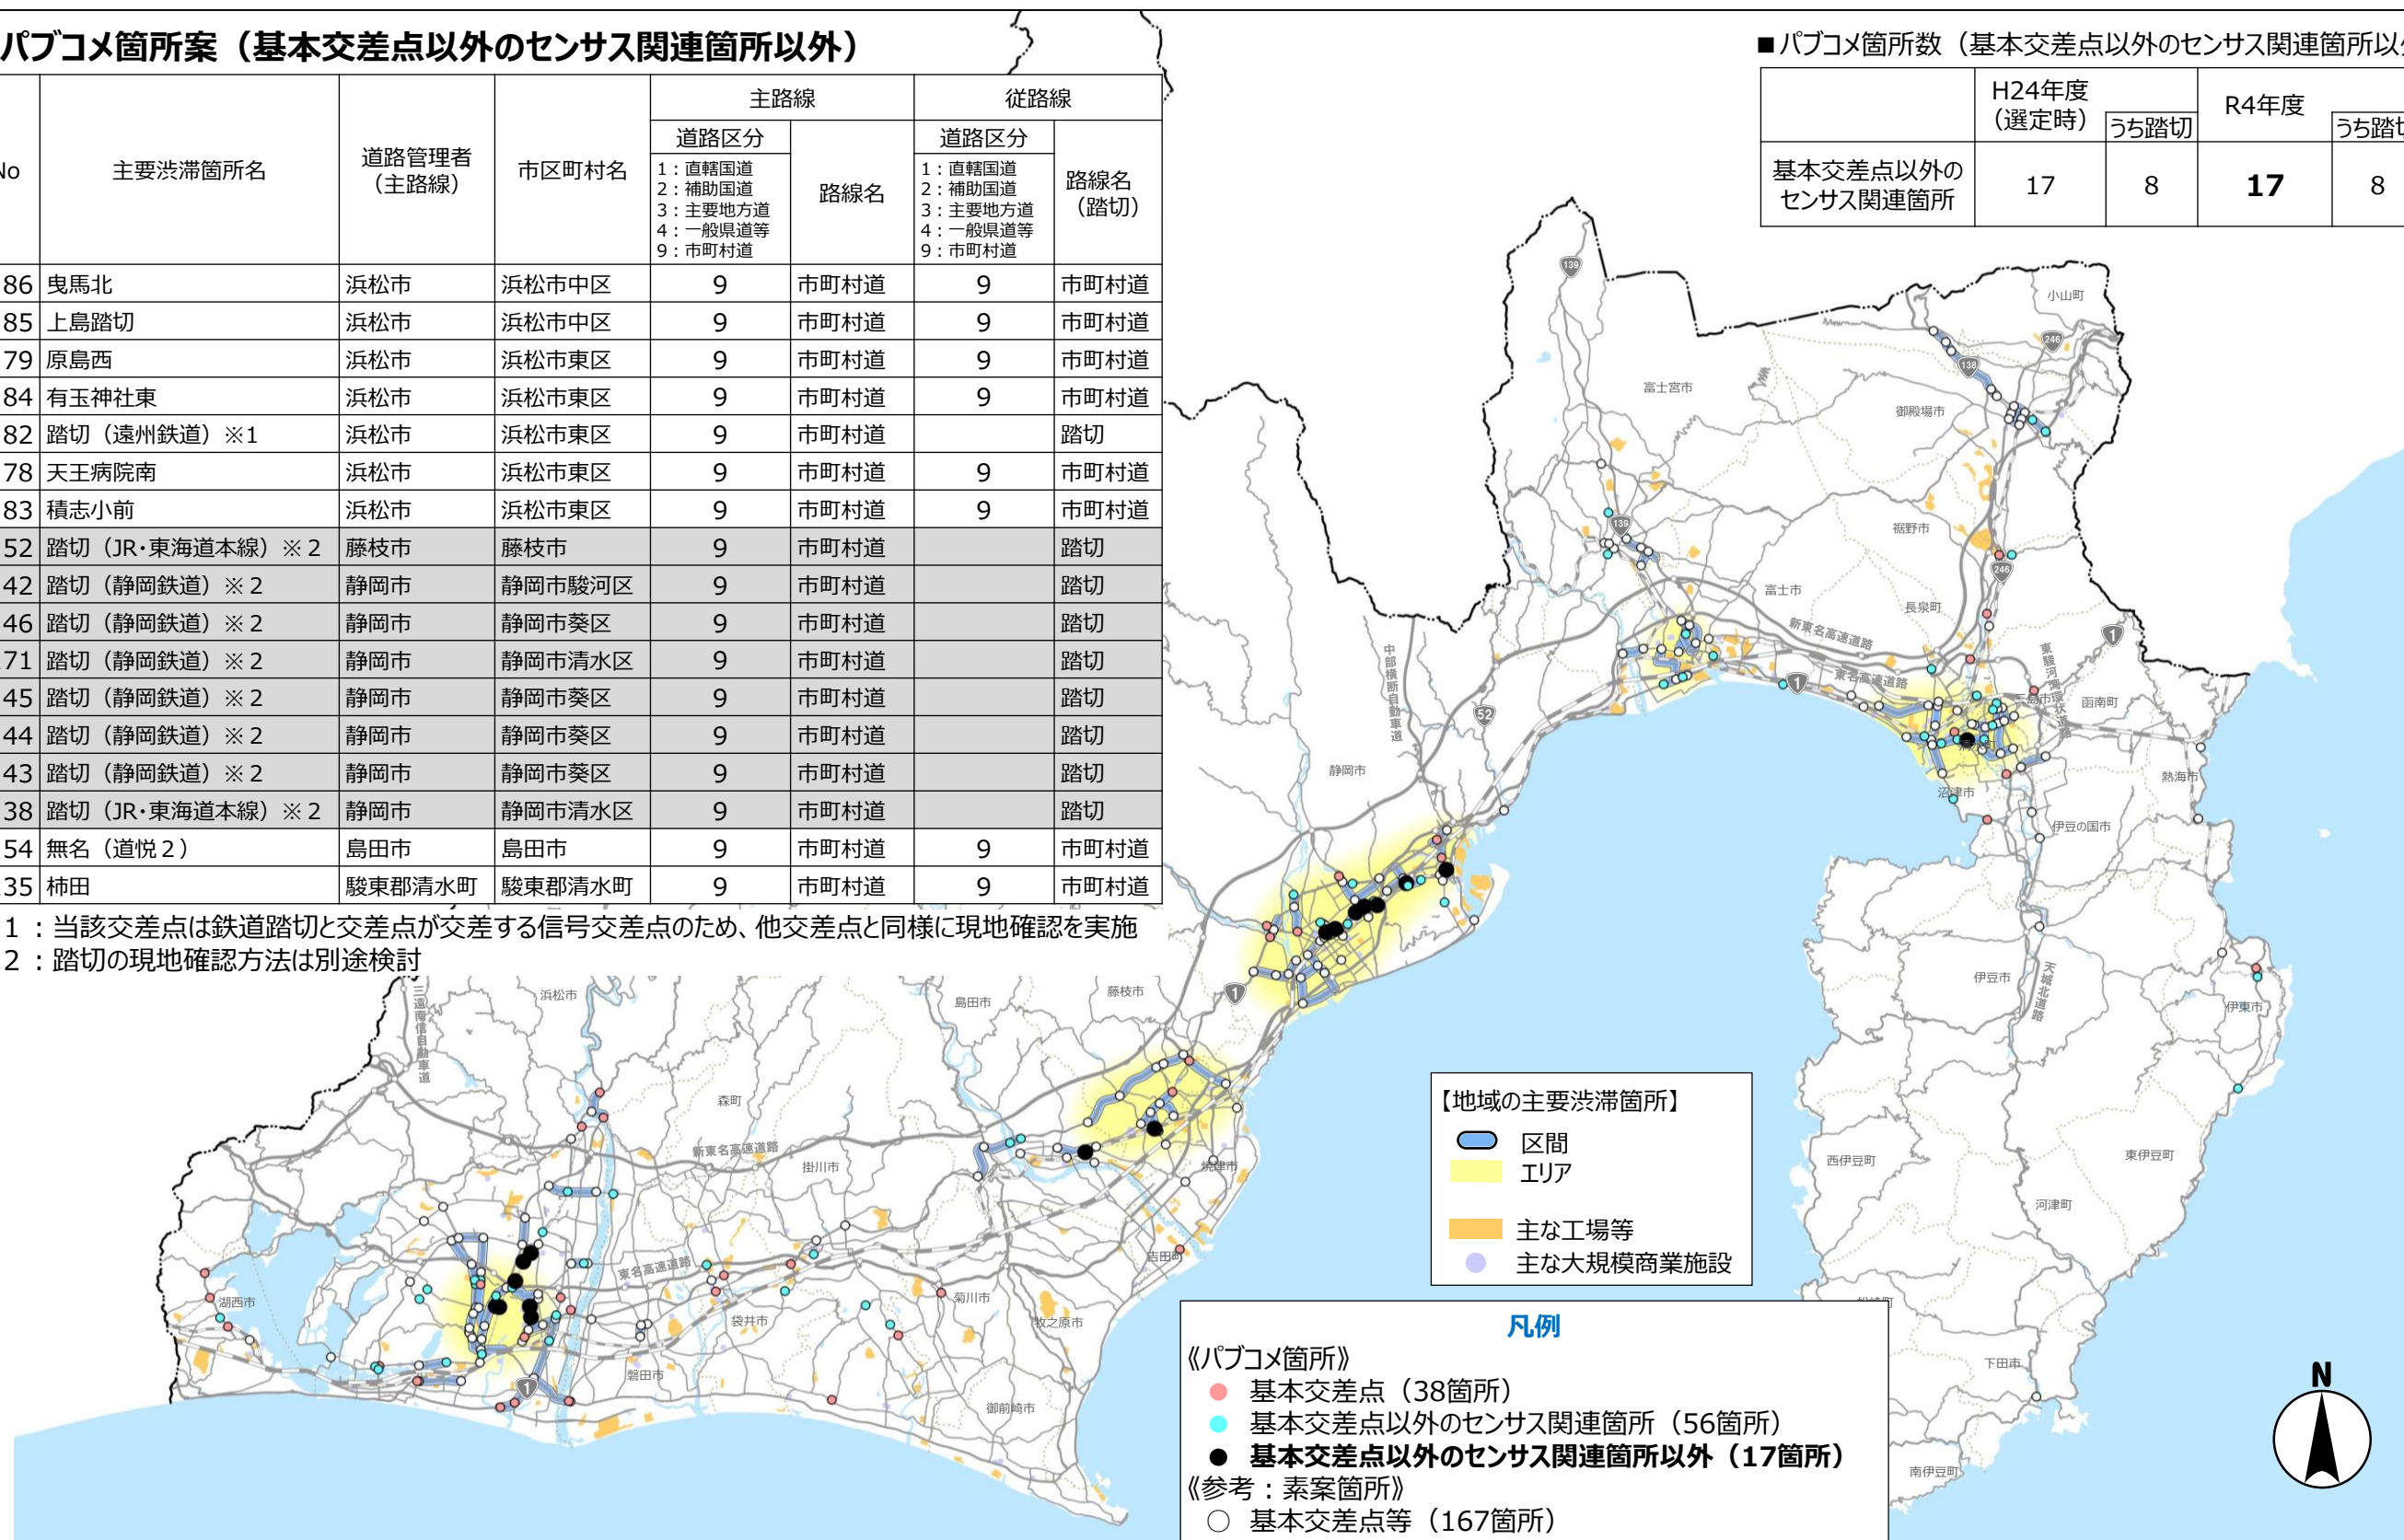 パブコメ箇所案（基本交差点以外のセンサス関連箇所以外）
No 主要渋滞箇所名 道路管理者（主路線） 市区町村名 主路線 従路線
道路区分 路線名 道路区分 路線名（踏切）
1：直轄国道 1：直轄国道
2：補助国道 2：補助国道
3：主要地方道 3：主要地方道
4：一般県道等 4：一般県道等
9：市町村道 9：市町村道
86 曳馬北 浜松市 浜松市中区 9 市町村道 9 市町村道
85 上島踏切 浜松市 浜松市中区 9 市町村道 9 市町村道
79 原島西 浜松市 浜松市東区 9 市町村道 9 市町村道
84 有玉神社東 浜松市 浜松市東区 9 市町村道 9 市町村道
82 踏切（遠州鉄道）※1 浜松市 浜松市東区 9 市町村道 踏切
78 天王病院南 浜松市 浜松市東区 9 市町村道 9 市町村道
83 積志小前 浜松市 浜松市東区 9 市町村道 9 市町村道
52 踏切（JR・東海道本線）※２ 藤枝市 藤枝市 9 市町村道 踏切
42 踏切（静岡鉄道）※２ 静岡市 静岡市駿河区 9 市町村道 踏切
46 踏切（静岡鉄道）※２ 静岡市 静岡市葵区 9 市町村道 踏切
71 踏切（静岡鉄道）※２ 静岡市 静岡市清水区 9 市町村道 踏切
45 踏切（静岡鉄道）※２ 静岡市 静岡市葵区 9 市町村道 踏切
44 踏切（静岡鉄道）※２ 静岡市 静岡市葵区 9 市町村道 踏切
43 踏切（静岡鉄道）※２ 静岡市 静岡市葵区 9 市町村道 踏切
38 踏切（JR・東海道本線）※２ 静岡市 静岡市清水区 9 市町村道 踏切
54 無名（道悦２） 島田市 島田市 9 市町村道 9 市町村道
35 柿田 駿東郡清水町 駿東郡清水町 9 市町村道 9 市町村道
1：当該交差点は鉄道踏切と交差点が交差する信号交差点のため、他交差点と同様に現地確認を実施
2：踏切の現地確認方法は別途検討
■パブコメ箇所数（基本交差点以外のセンサス関連箇所以
H24年度（選定時） うち踏切 R4年度 うち踏切
基本交差点以外のセンサス関連箇所 17 8 17 8
139
小山町
246
138
富士宮市
御殿場市
139
裾野市
246
富士市
長泉町
新東名高速道路
東駿河湾環状道路
1
中部横断自動車道
1
東名高速道路
三島市
函南町
52
静岡市
沼津市
熱海市
伊豆の国市
三遠南信自動車道
浜松市
島田市
藤枝市
1
伊豆市
天城北道路
伊東市
森町
新東名高速道路
掛川市
焼津市
西伊豆町
東伊豆町
河津町
吉田町
東名高速道路
湖西市
菊川市
袋井市
牧之原市
磐田市
1
御前崎市
下田市
南伊豆町
【地域の主要渋滞箇所】
区間
エリア
主な工場等
主な大規模商業施設
凡例
《パブコメ箇所》
基本交差点（38箇所）
基本交差点以外のセンサス関連箇所（56箇所）
基本交差点以外のセンサス関連箇所以外（17箇所）
《参考：素案箇所》
基本交差点等（167箇所）
N